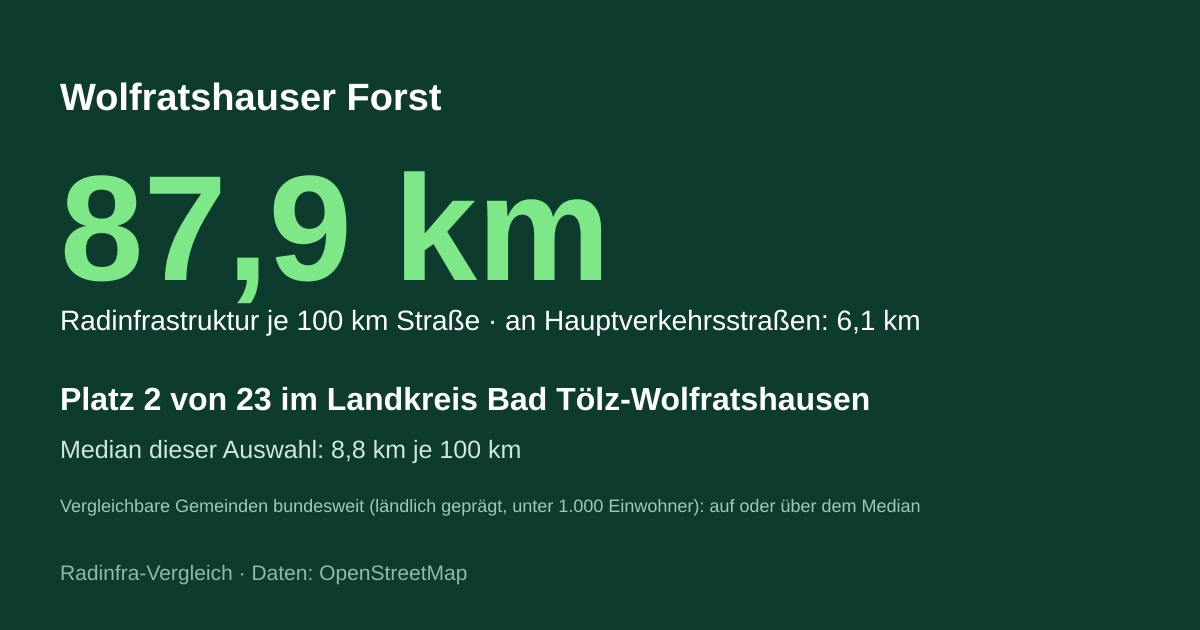 Wolfratshauser Forst
87,9 km
Radinfrastruktur je 100 km Straße · an Hauptverkehrsstraßen: 6,1 km
Platz 2 von 23 im Landkreis Bad Tölz-Wolfratshausen
Median dieser Auswahl: 8,8 km je 100 km
Vergleichbare Gemeinden bundesweit (ländlich geprägt, unter 1.000 Einwohner): auf oder über dem Median
Radinfra-Vergleich · Daten: OpenStreetMap